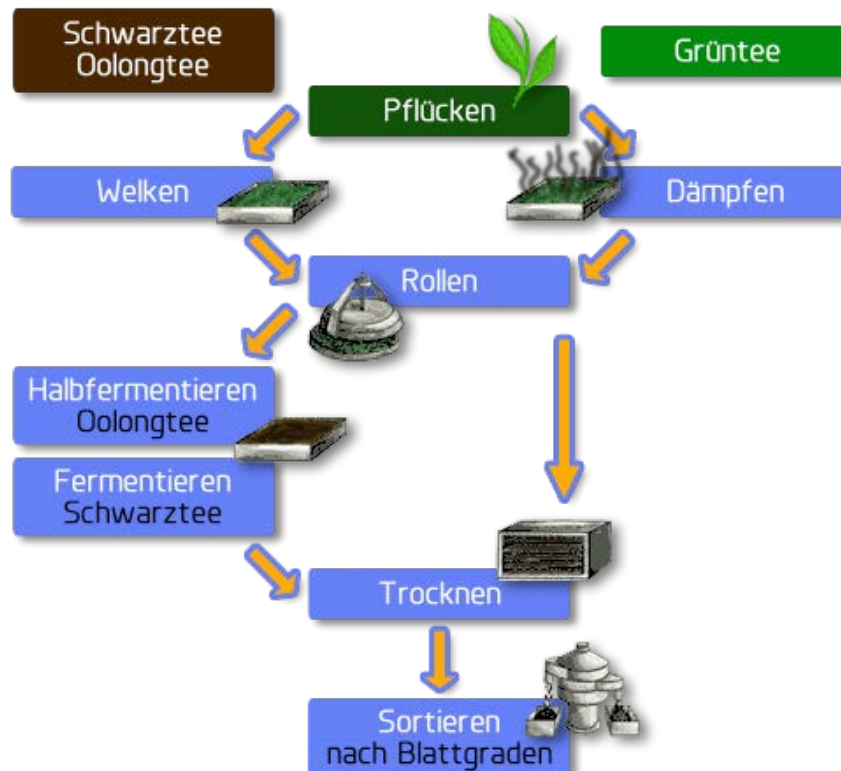 Schwarztee
Oolongtee
Grüntee
Pflücken
Welken
Dämpfen
Rollen
Halbfermentieren
Oolongtee
Fermentieren
Schwarztee
Trocknen
Sortieren
nach Blattgraden